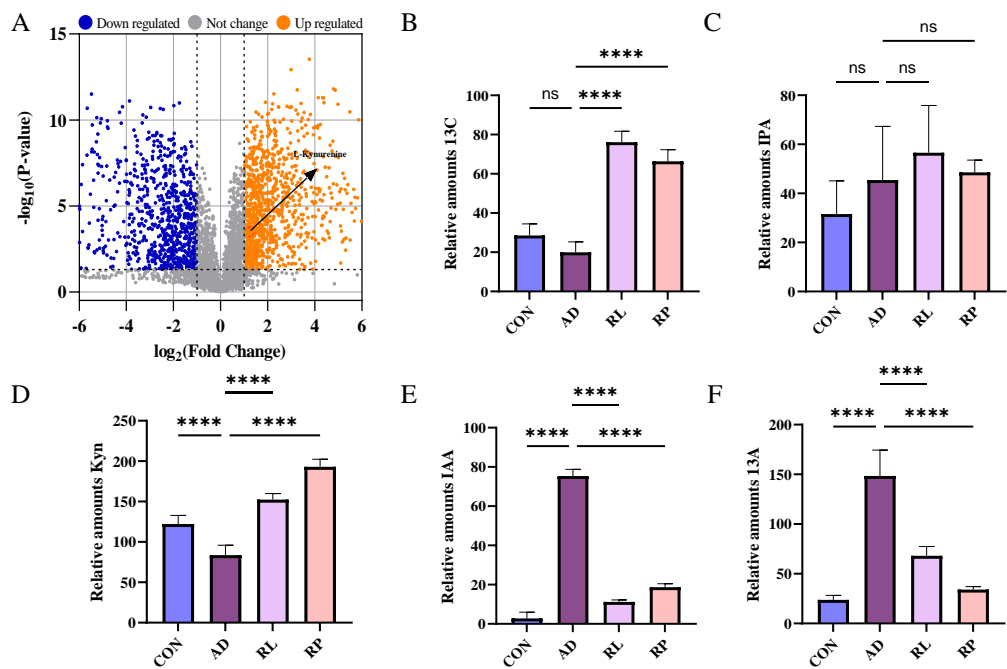 A
Down regulated Not change Up regulated
15
10
5
0
-log10(P-value)
L-Kynurenine
-6 -4 -2 0 2 4 6
log2(Fold Change)
B
ns
****
****
Relative amounts 13C
100
80
60
40
20
0
CON AD RL RP
C
ns
ns
ns
Relative amounts IPA
80
60
40
20
0
CON AD RL RP
D
****
****
****
Relative amounts Kyn
250
200
150
100
50
0
CON AD RL RP
E
****
****
****
Relative amounts IAA
100
80
60
40
20
0
CON AD RL RP
F
****
****
****
Relative amounts 13A
200
150
100
50
0
CON AD RL RP